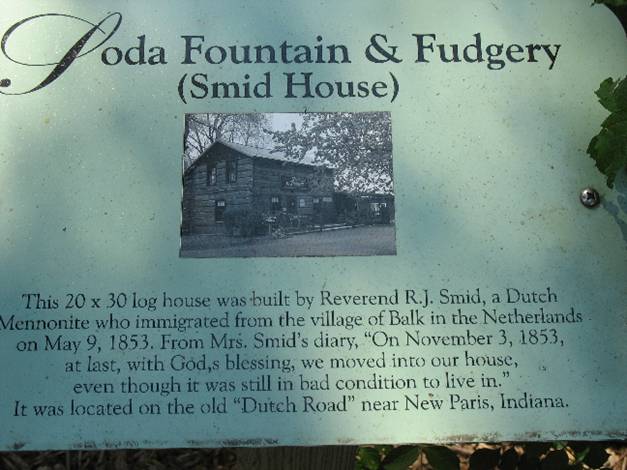 Soda Fountain & Fudgery
(Smid House)
This 20 x 30 log house was built by Reverend R.J. Smid, a Dutch
Mennonite who immigrated from the village of Balk in the Netherlands
on May 9, 1853. From Mrs. Smid's diary, "On November 3, 1853,
at last, with God,s blessing, we moved into our house,
even though it was still in bad condition to live in."
It was located on the old "Dutch Road" near New Paris, Indiana.